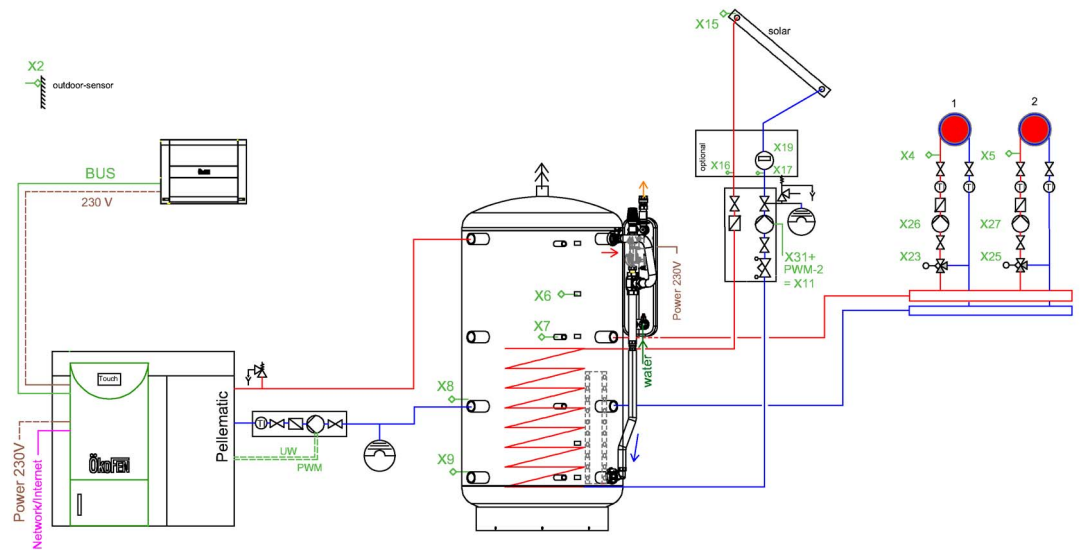 X15
solar
X2
outdoor-sensor
1
2
optional
X19
X4
X5
BUS
X16
X17
230 V
X26
X27
X31+
PWM-2
= X11
X23
X25
Power 230V
X6
X7
Touch
water
X8
Pellematic
UW
PWM
X9
ÖkoFEN
Power 230V
Network/Internet